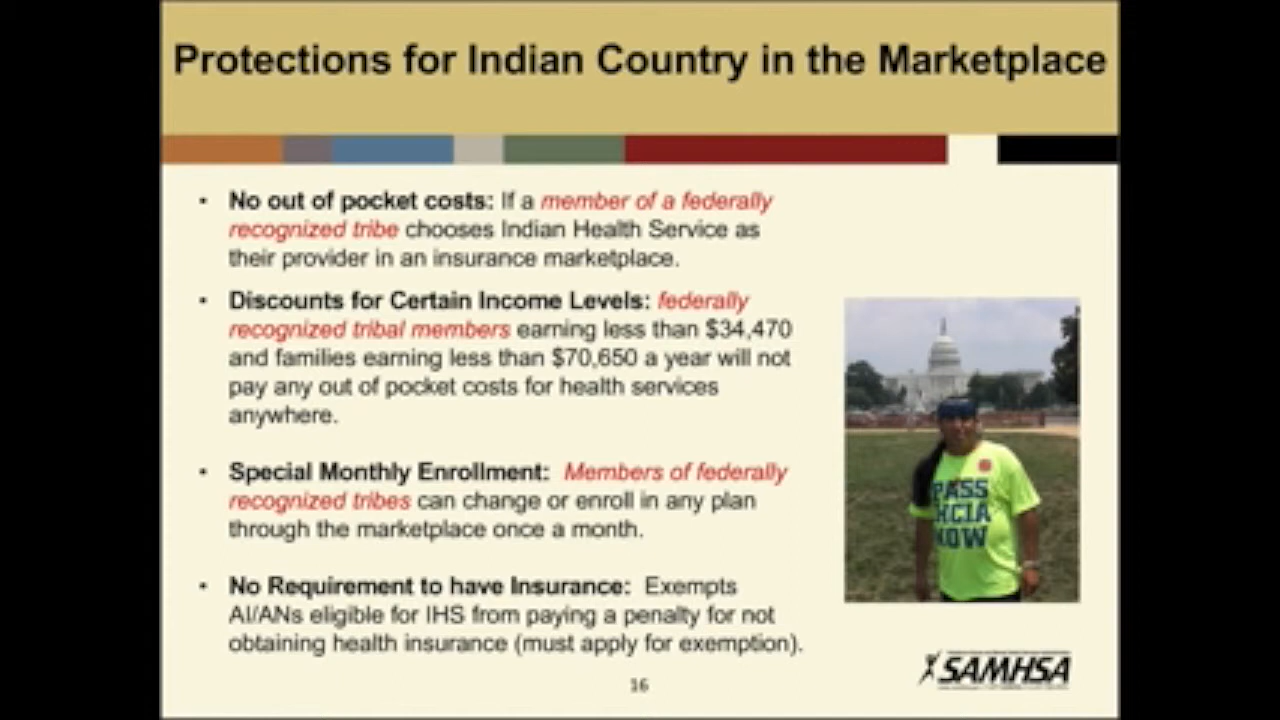 Protections for Indian Country in the Marketplace
• No out of pocket costs: If a member of a federally
recognized tribe chooses Indian Health Service as
their provider in an insurance marketplace.
• Discounts for Certain Income Levels: federally
recognized tribal members earning less than $34,470
and families earning less than $70,650 a year will not
pay any out of pocket costs for health services
anywhere.
• Special Monthly Enrollment: Members of federally
recognized tribes can change or enroll in any plan
through the marketplace once a month.
• No Requirement to have Insurance: Exempts
AI/ANs eligible for IHS from paying a penalty for not
obtaining health insurance (must apply for exemption).
PASS
HCIA
NOW
SAMHSA
16